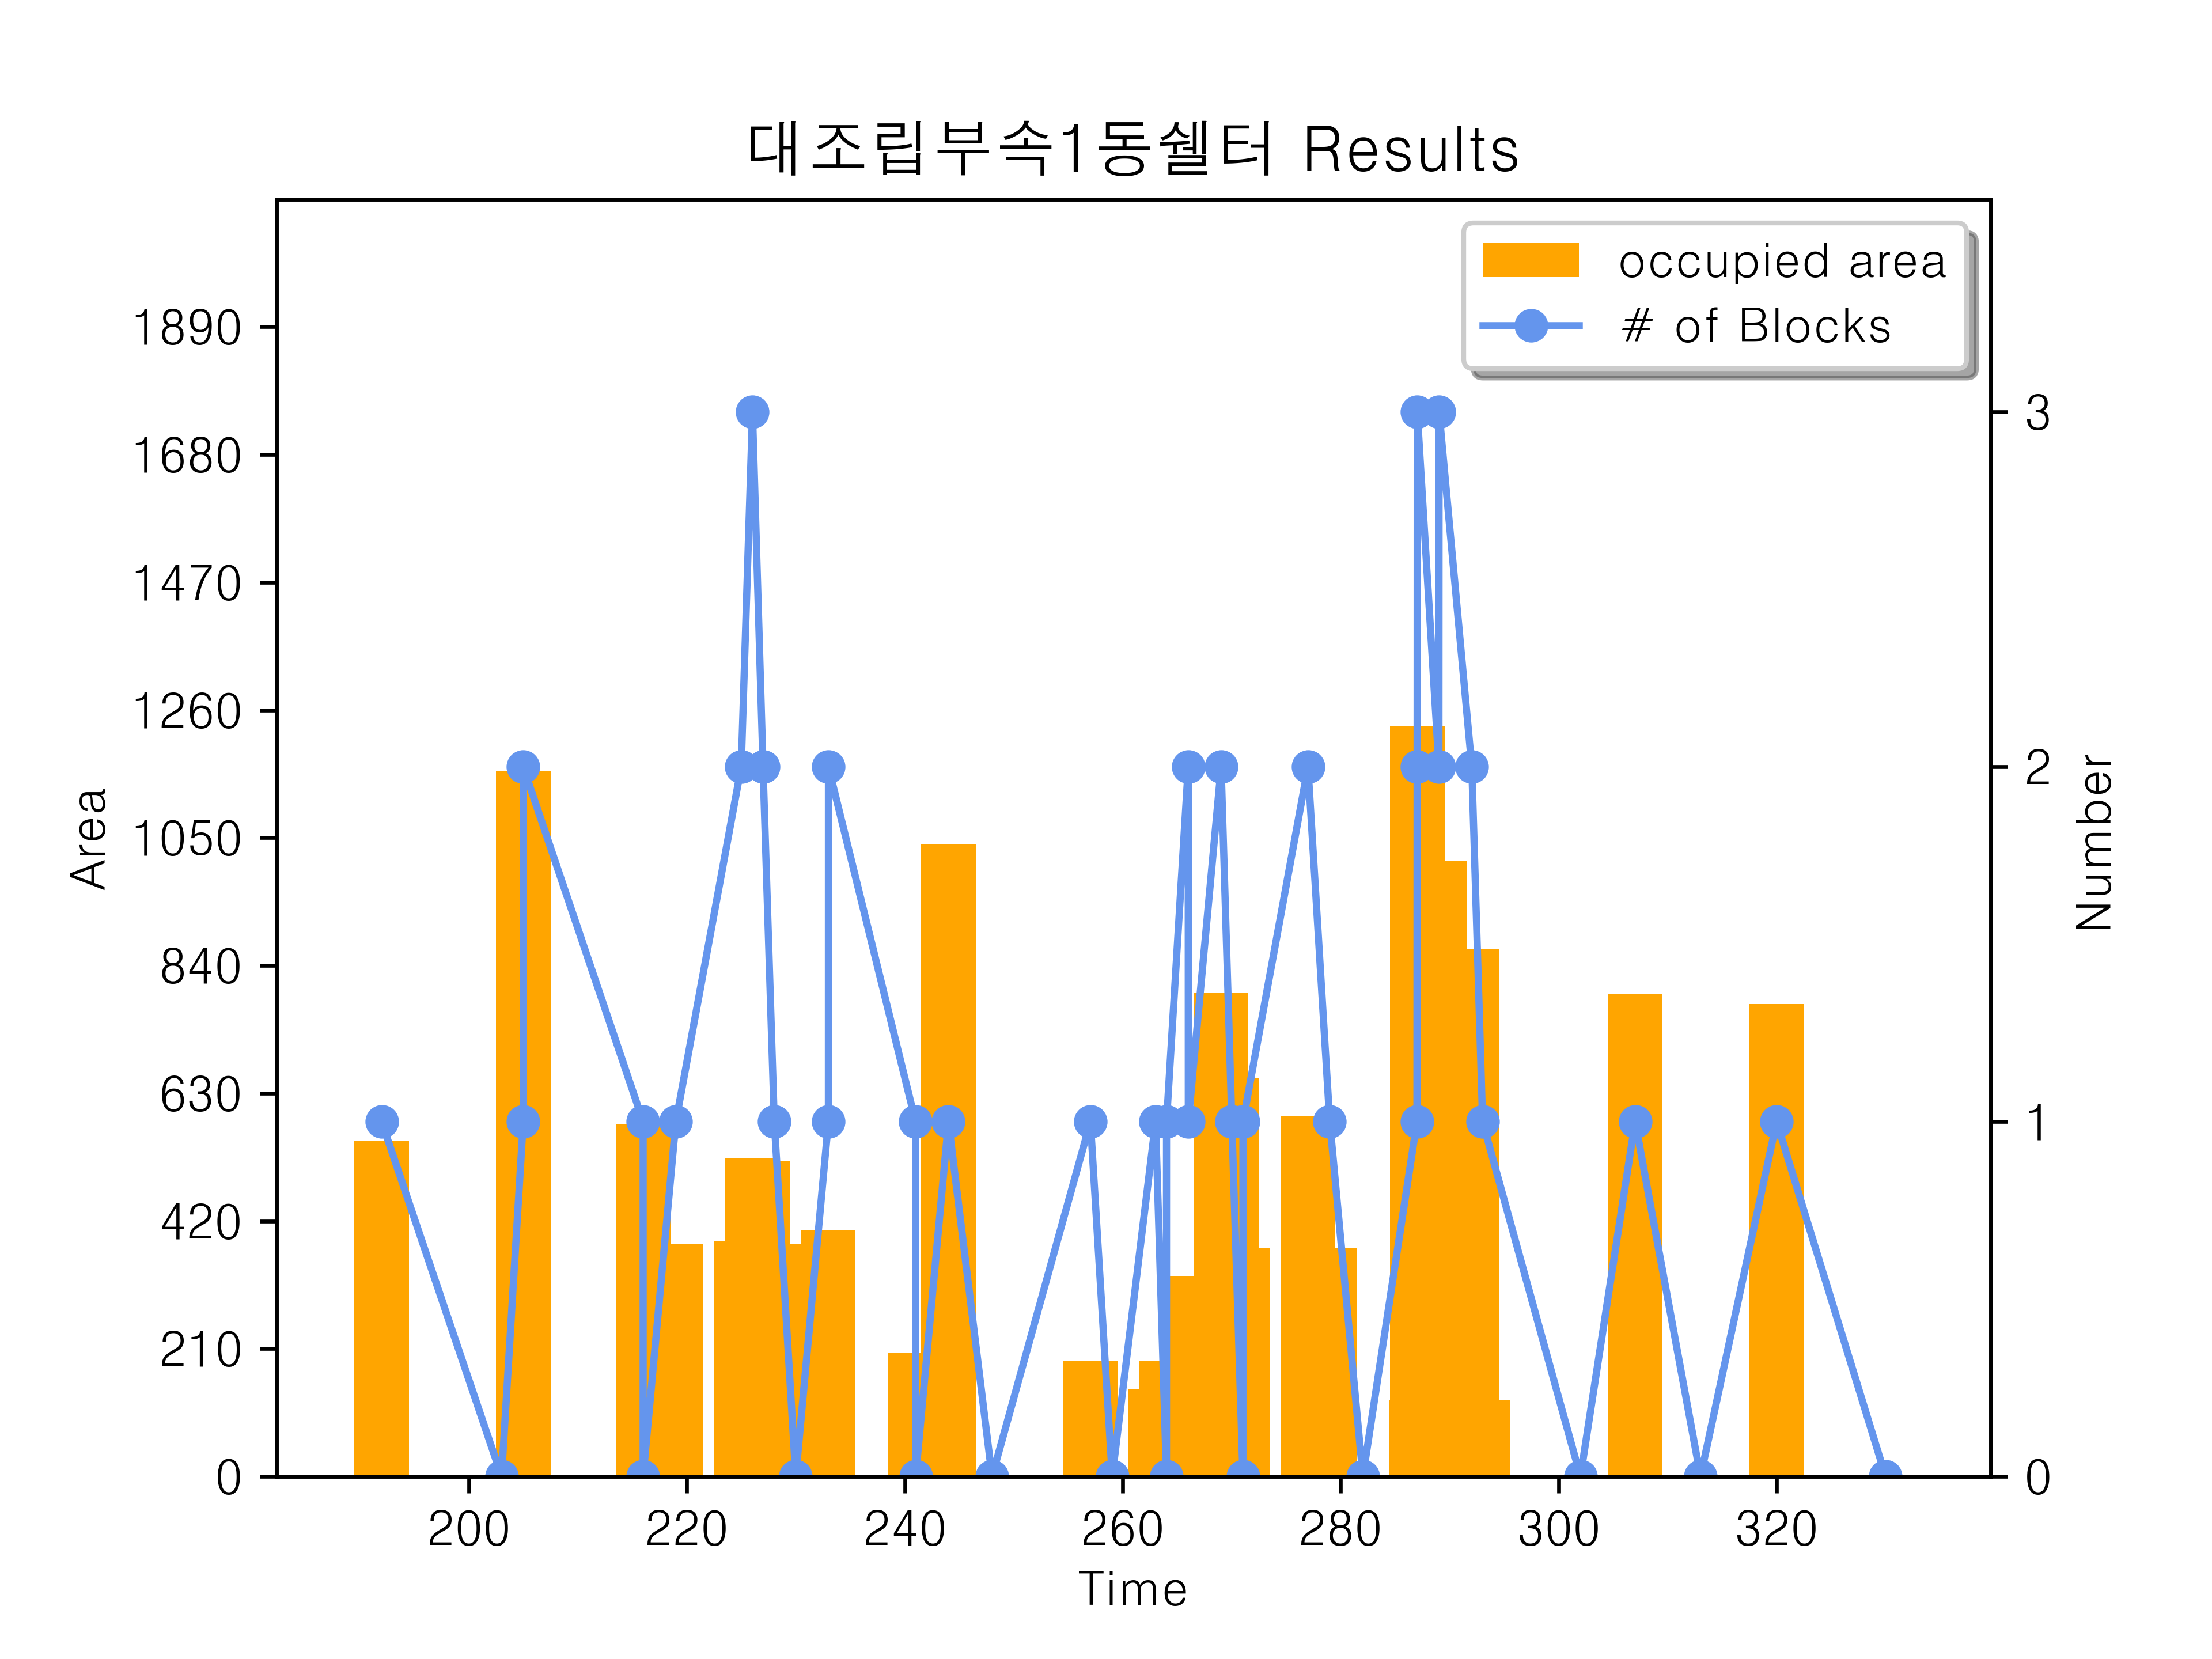 대조립부속1동쉘터 Results
occupied area
# of Blocks
1890
1680
1470
1260
1050
840
630
420
210
0
Area
3
2
1
0
Number
200 220 240 260 280 300 320
Time